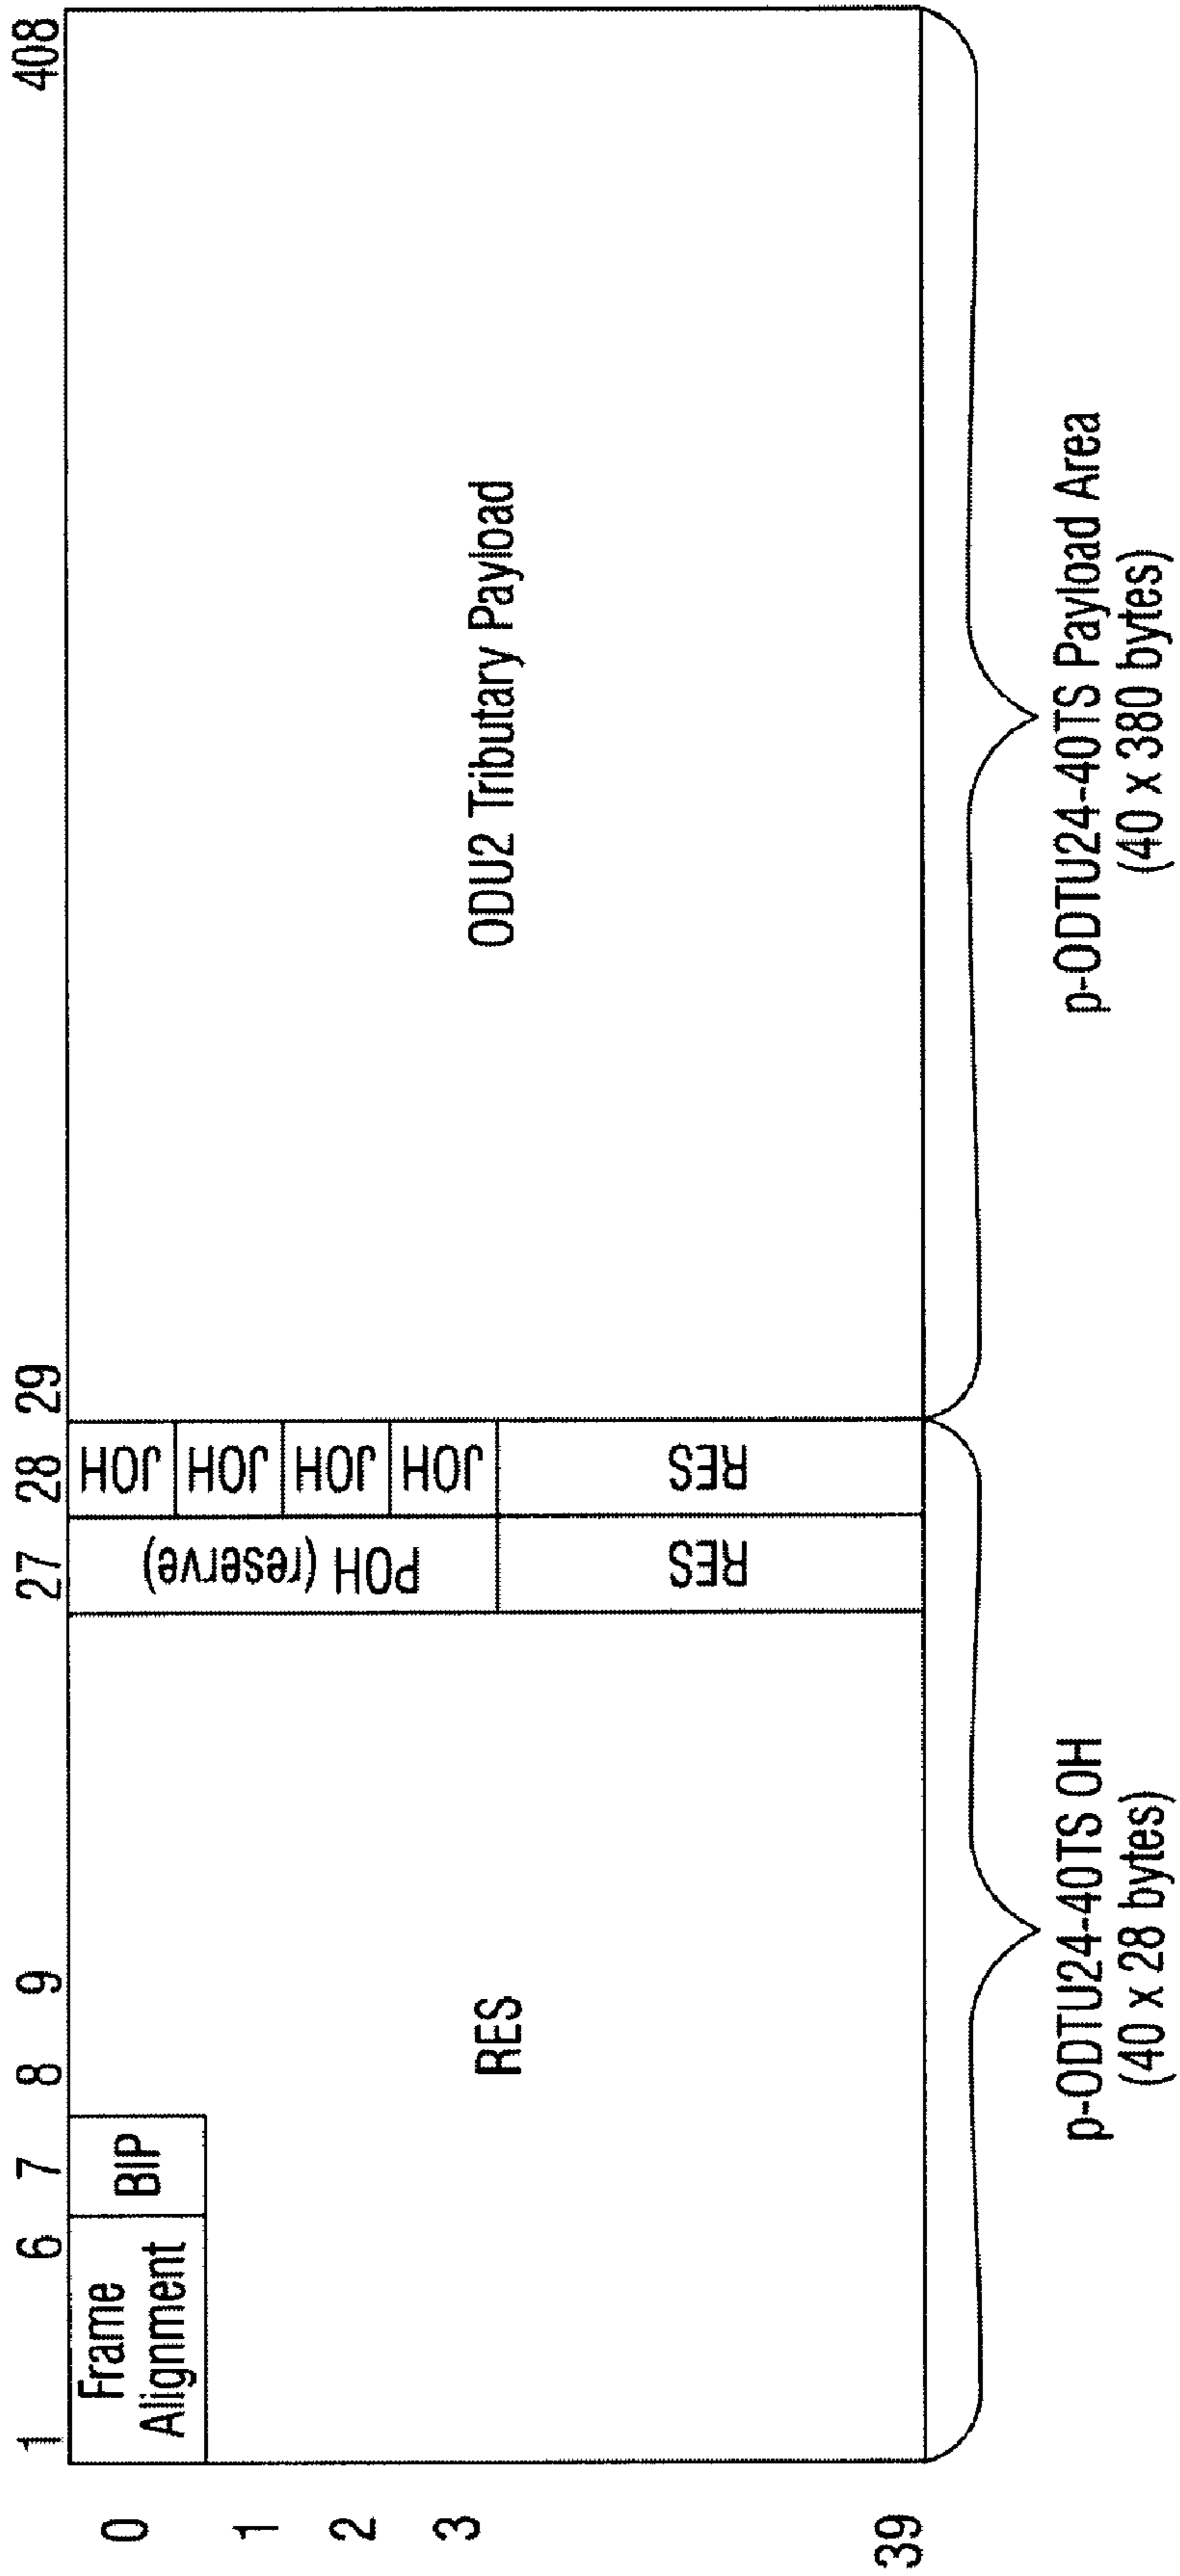 1 6 7 8 9 27 28 29 408
0
1
2
3
39
Frame
Alignment
BIP
RES
POH (reserve)
RES
JOH
JOH
JOH
JOH
RES
ODU2 Tributary Payload
p-ODTU24-40TS OH
(40 x 28 bytes)
p-ODTU24-40TS Payload Area
(40 x 380 bytes)